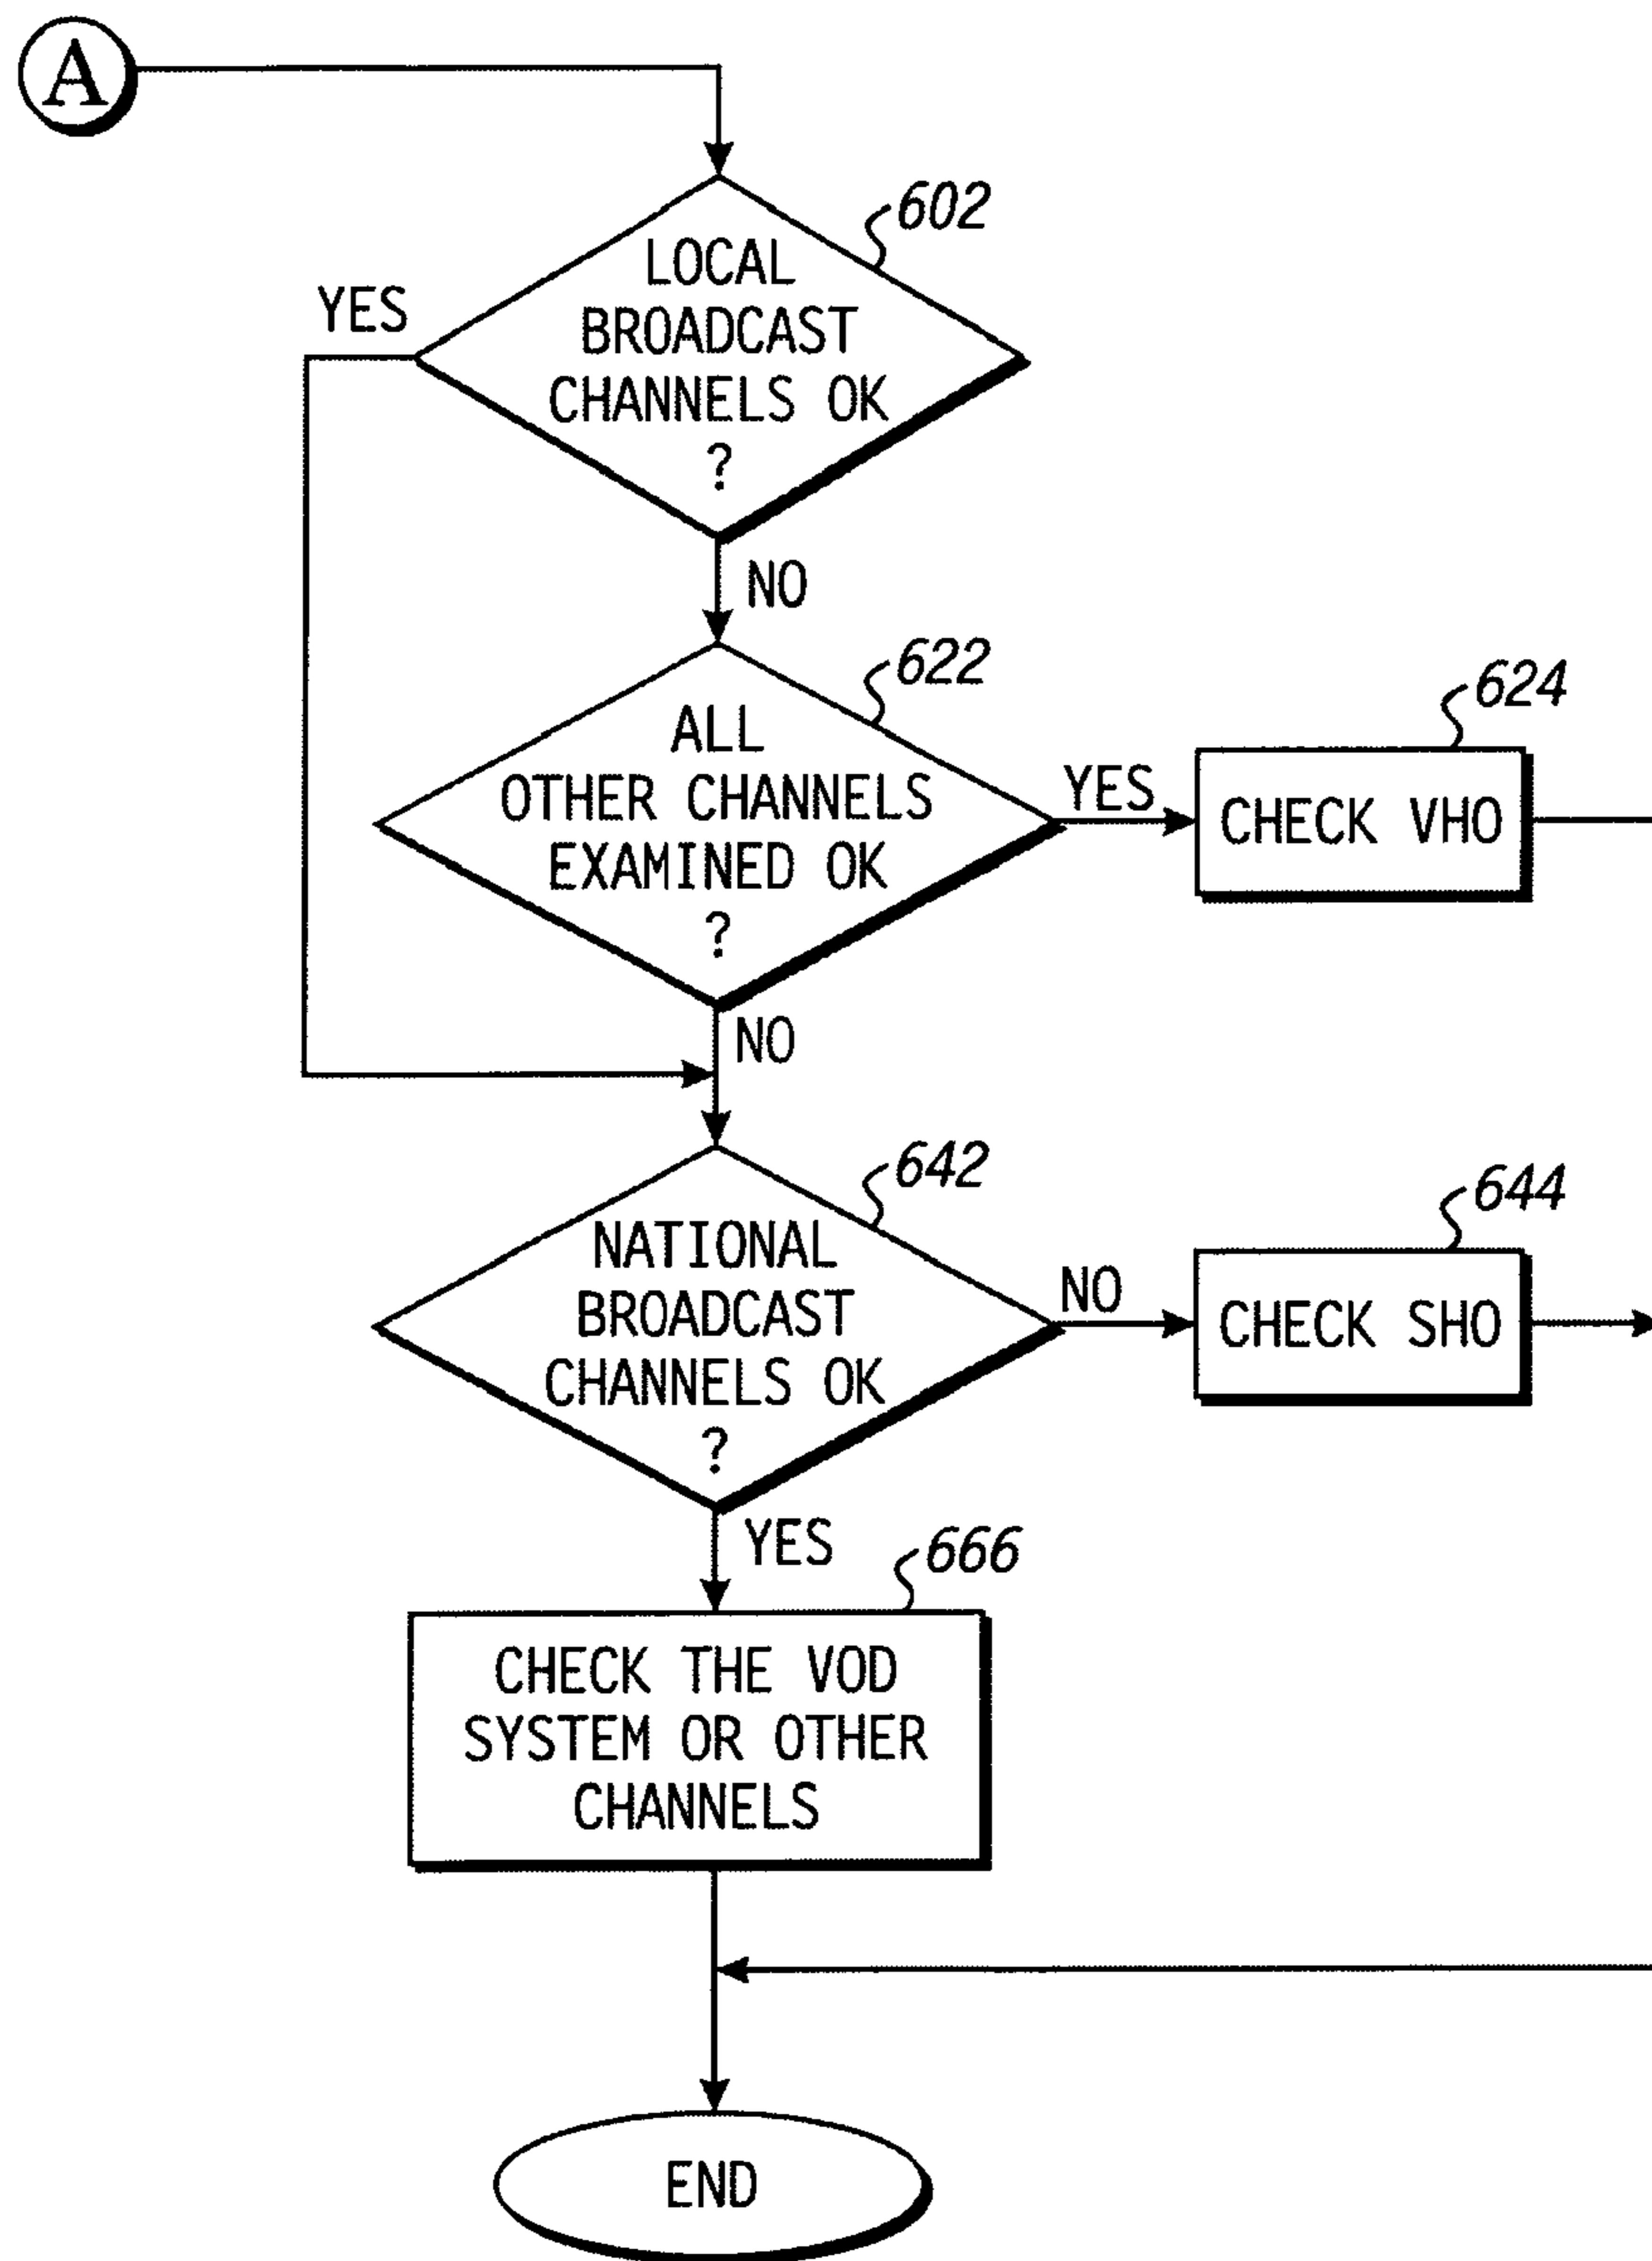 A
602
LOCAL
BROADCAST
CHANNELS OK
?
YES
NO
622
ALL
OTHER CHANNELS
EXAMINED OK
?
YES
624
CHECK VHO
NO
642
NATIONAL
BROADCAST
CHANNELS OK
?
NO
644
CHECK SHO
YES
666
CHECK THE VOD
SYSTEM OR OTHER
CHANNELS
END